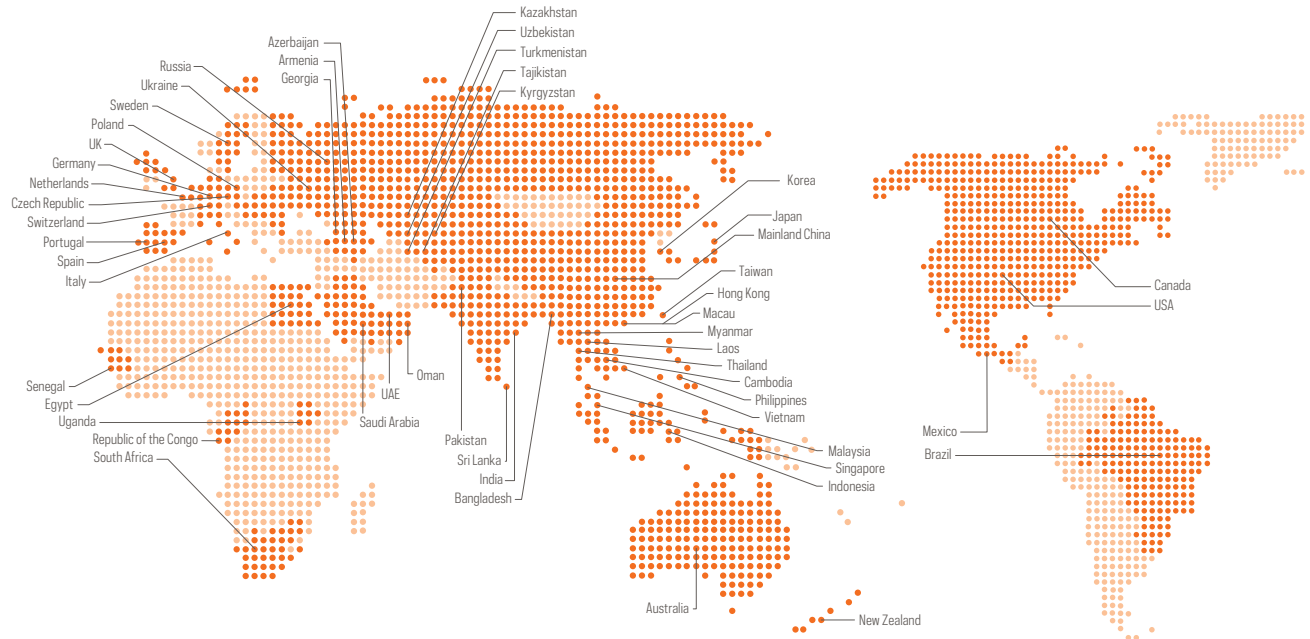 Kazakhstan
Uzbekistan
Turkmenistan
Tajikistan
Kyrgyzstan
Azerbaijan
Armenia
Georgia
Russia
Ukraine
Sweden
Poland
UK
Germany
Netherlands
Czech Republic
Switzerland
Portugal
Spain
Italy
Senegal
Egypt
Uganda
Republic of the Congo
South Africa
Oman
UAE
Saudi Arabia
Pakistan
Sri Lanka
India
Bangladesh
Korea
Japan
Mainland China
Taiwan
Hong Kong
Macau
Myanmar
Laos
Thailand
Cambodia
Philippines
Vietnam
Malaysia
Singapore
Indonesia
Australia
New Zealand
Canada
USA
Mexico
Brazil